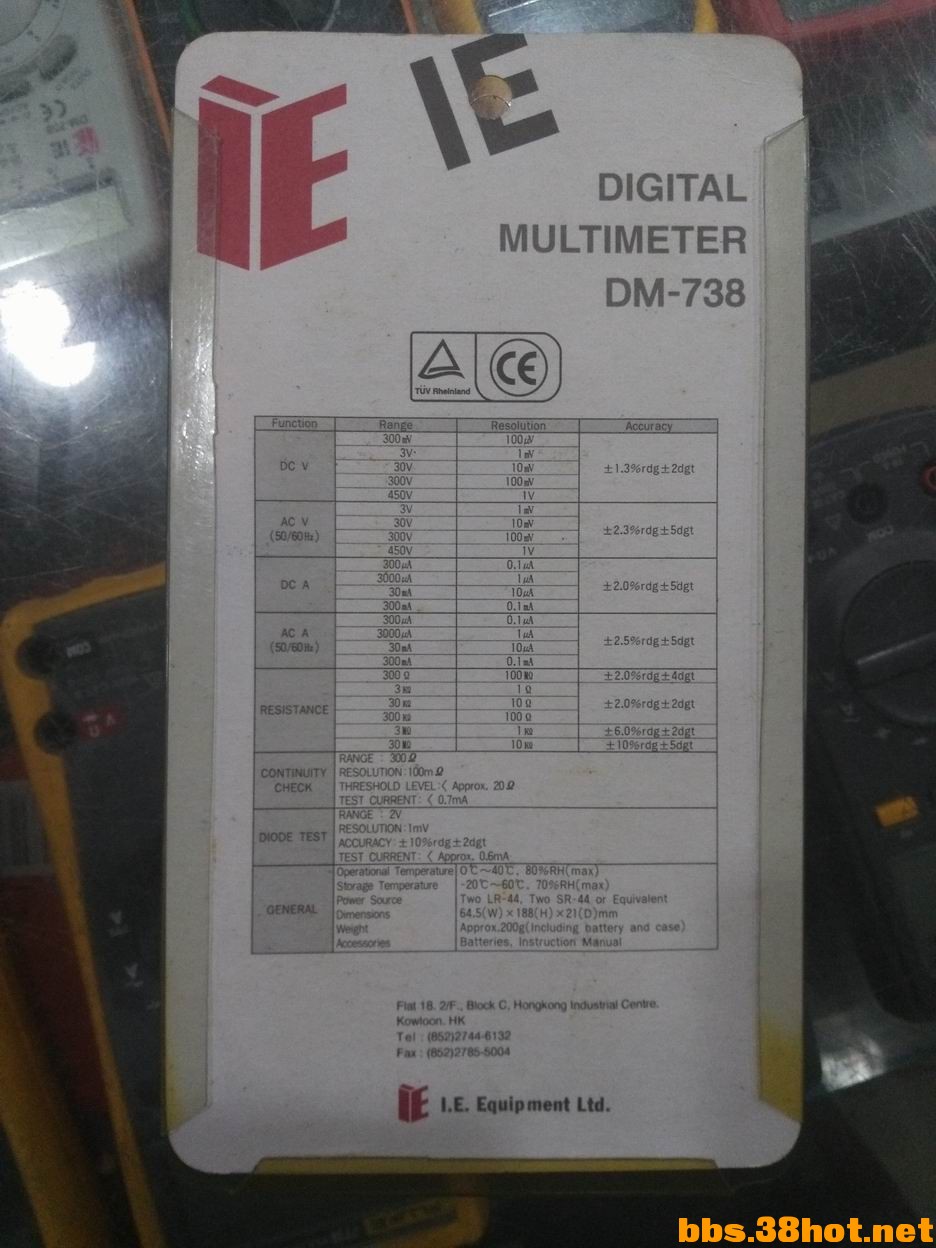 IE
IE
DIGITAL
MULTIMETER
DM-738
TÜV Rheinland
CE
Function Range Resolution Accuracy
DC V
300mV 100μV
3V 1mV
30V 10mV
300V 100mV
450V 1V
±1.3%rdg±2dgt
AC V
(50/60Hz)
3V 1mV
30V 10mV
300V 100mV
450V 1V
±2.3%rdg±5dgt
DC A
300μA 0.1μA
3000μA 1μA
30mA 10μA
300mA 0.1mA
±2.0%rdg±5dgt
AC A
(50/60Hz)
300μA 0.1μA
3000μA 1μA
30mA 10μA
300mA 0.1mA
±2.5%rdg±5dgt
RESISTANCE
300Ω 100MΩ ±2.0%rdg±4dgt
3KΩ 1Ω
30KΩ 10Ω ±2.0%rdg±2dgt
300KΩ 100Ω
3MΩ 1KΩ ±6.0%rdg±2dgt
30MΩ 10KΩ ±10%rdg±5dgt
CONTINUITY
CHECK
RANGE : 300Ω
RESOLUTION:100mΩ
THRESHOLD LEVEL:〈 Approx. 20Ω
TEST CURRENT:〈 0.7mA
DIODE TEST
RANGE : 2V
RESOLUTION:1mV
ACCURACY:±10%rdg±2dgt
TEST CURRENT:〈 Approx. 0.6mA
GENERAL
Operational Temperature 0℃~40℃, 80%RH(max)
Storage Temperature -20℃~60℃, 70%RH(max)
Power Source Two LR-44, Two SR-44 or Equivalent
Dimensions 64.5(W)×188(H)×21(D)mm
Weight Approx.200g(Including battery and case)
Accessories Batteries, Instruction Manual
Flat 18. 2/F., Block C, Hongkong Industrial Centre.
Kowloon. HK
Tel : (852)2744-6132
Fax : (852)2785-5004
IE I.E. Equipment Ltd.
COM
bbs.38hot.net